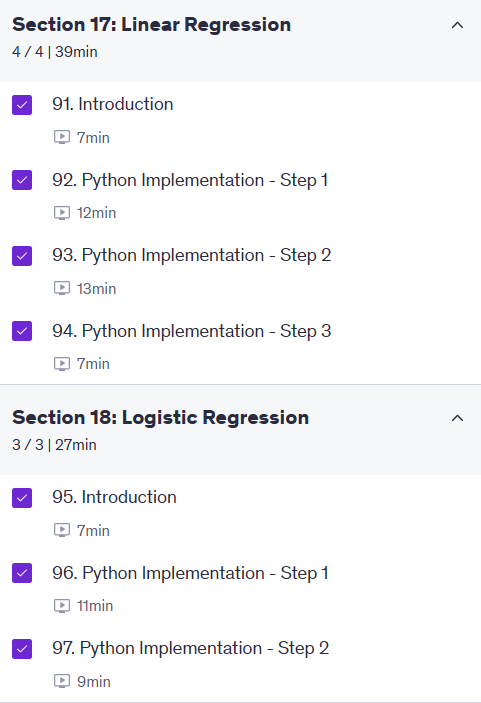 Section 17: Linear Regression
4 / 4 | 39min
91. Introduction
7min
92. Python Implementation - Step 1
12min
93. Python Implementation - Step 2
13min
94. Python Implementation - Step 3
7min
Section 18: Logistic Regression
3 / 3 | 27min
95. Introduction
7min
96. Python Implementation - Step 1
11min
97. Python Implementation - Step 2
9min